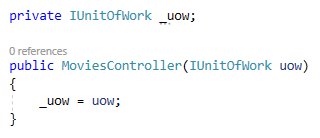 private IUnitOfWork _uow;
0 references
public MoviesController(IUnitOfWork uow)
{
_uow = uow;
}